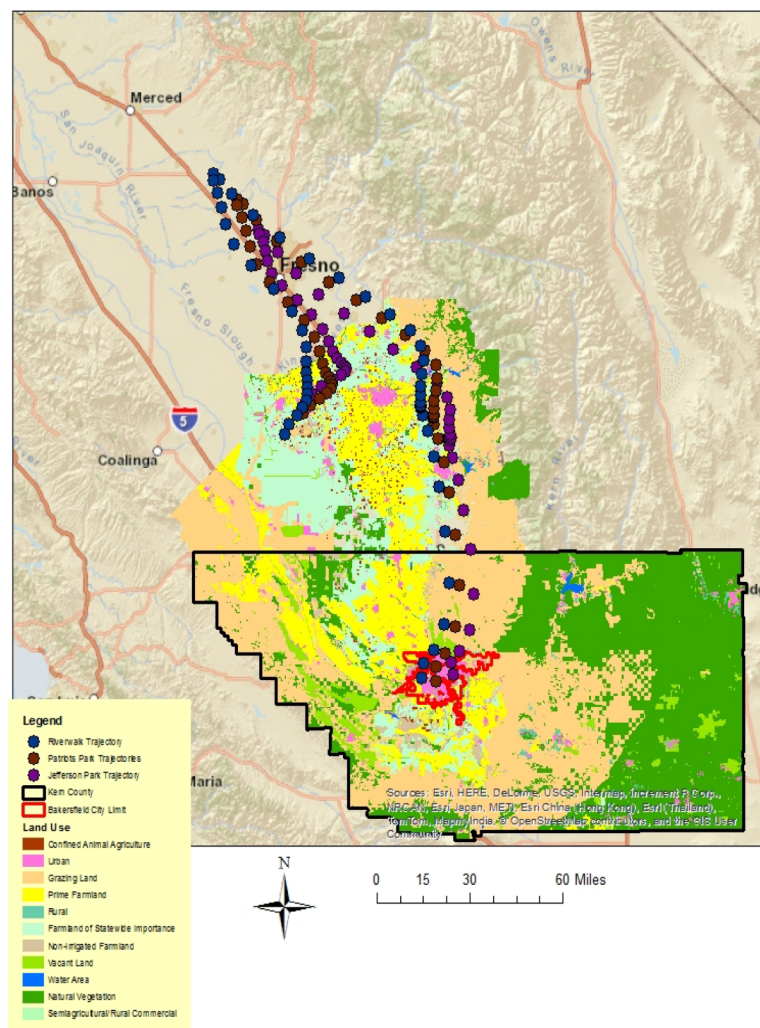 Owens River
Merced
San Joaquin River
Banos
Fresno
Fresno Slough
Kin
5
Coalinga
River
Kern River
Maria
Legend
Riverwalk Trajectory
Patriots Park Trajectories
Jefferson Park Trajectory
Kern County
Bakersfield City Limit
Land Use
Confined Animal Agriculture
Urban
Grazing Land
Prime Farmland
Rural
Farmland of Statewide Importance
Non-irrigated Farmland
Vacant Land
Water Area
Natural Vegetation
Semiagricultural/Rural Commercial
Sources: Esri, HERE, DeLorme, USGS, Intermap, increment P Corp.,
NRCAN, Esri Japan, METI, Esri China (Hong Kong), Esri (Thailand),
TomTom, MapmyIndia, © OpenStreetMap contributors, and the GIS User
Community
N
0 15 30 60 Miles